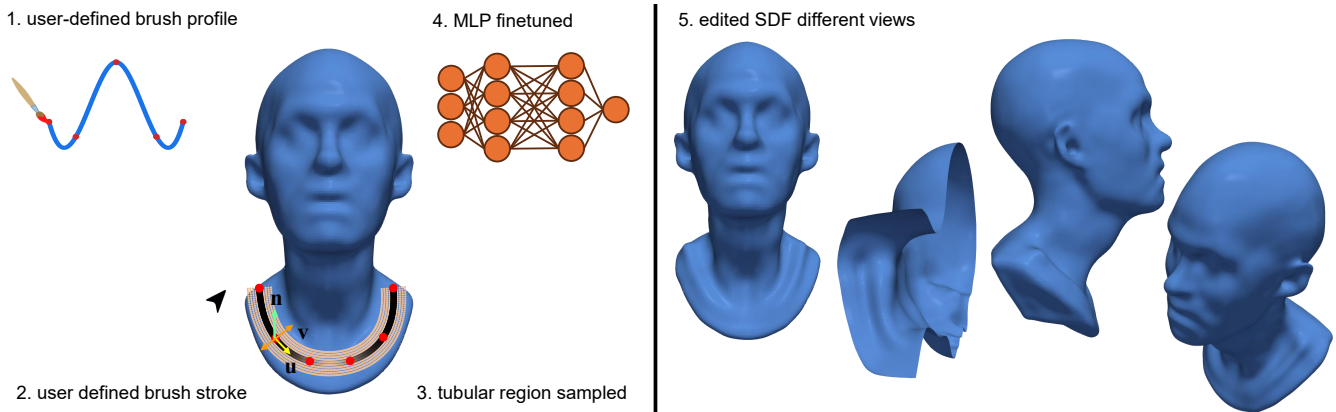 1. user-defined brush profile
4. MLP finetuned
5. edited SDF different views
n
v
u
2. user defined brush stroke
3. tubular region sampled